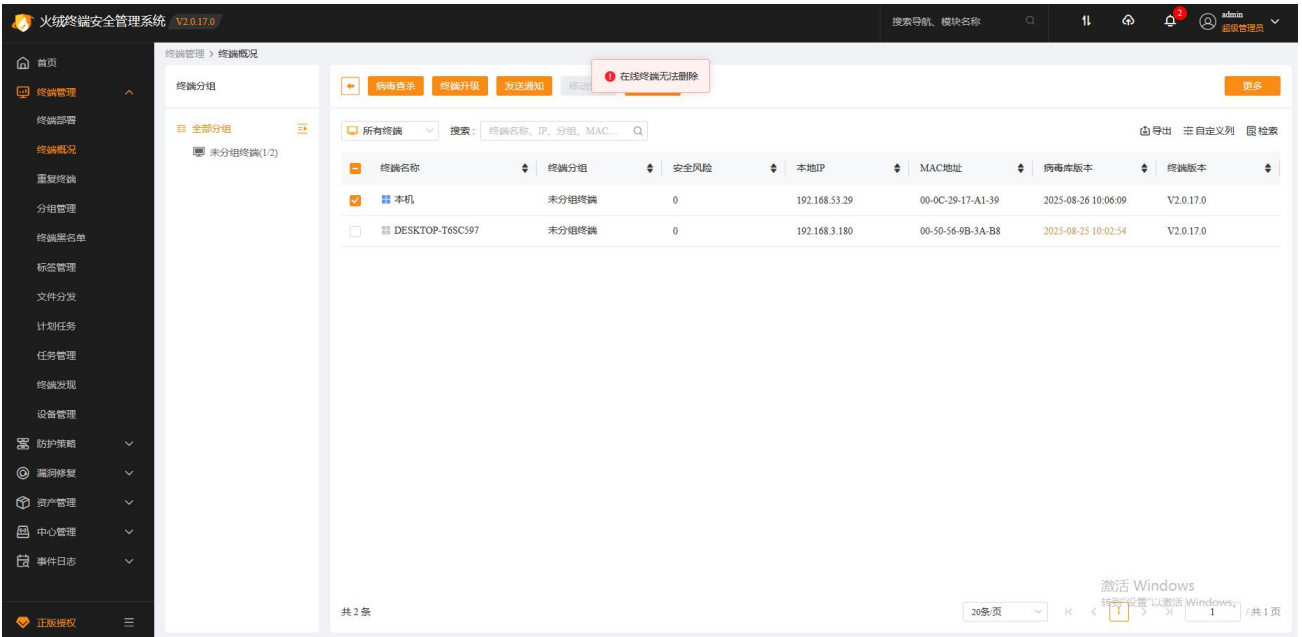 火绒终端安全管理系统 V2.0.17.0
搜索导航、模块名称
2
admin
超级管理员
首页
终端管理
终端部署
终端概况
重复终端
分组管理
终端黑名单
标签管理
文件分发
计划任务
任务管理
终端发现
设备管理
防护策略
漏洞修复
资产管理
中心管理
事件日志
正版授权
终端管理 > 终端概况
终端分组
全部分组
未分组终端(1/2)
病毒查杀 终端升级 发送通知 移动
在线终端无法删除
更多
所有终端 搜索: 终端名称、IP、分组、MAC...
导出 自定义列 检索
终端名称 终端分组 安全风险 本地IP MAC地址 病毒库版本 终端版本
本机 未分组终端 0 192.168.53.29 00-0C-29-17-A1-39 2025-08-26 10:06:09 V2.0.17.0
DESKTOP-T6SC597 未分组终端 0 192.168.3.180 00-50-56-9B-3A-B8 2025-08-25 10:02:54 V2.0.17.0
激活 Windows
转到"设置"以激活 Windows。
共 2 条
20条/页 1 1 / 共 1 页